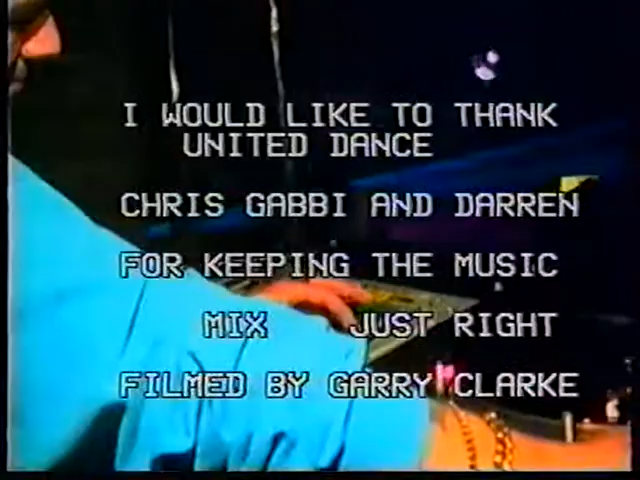 I WOULD LIKE TO THANK
UNITED DANCE
CHRIS GABBI AND DARREN
FOR KEEPING THE MUSIC
MIX JUST RIGHT
FILMED BY GARRY CLARKE